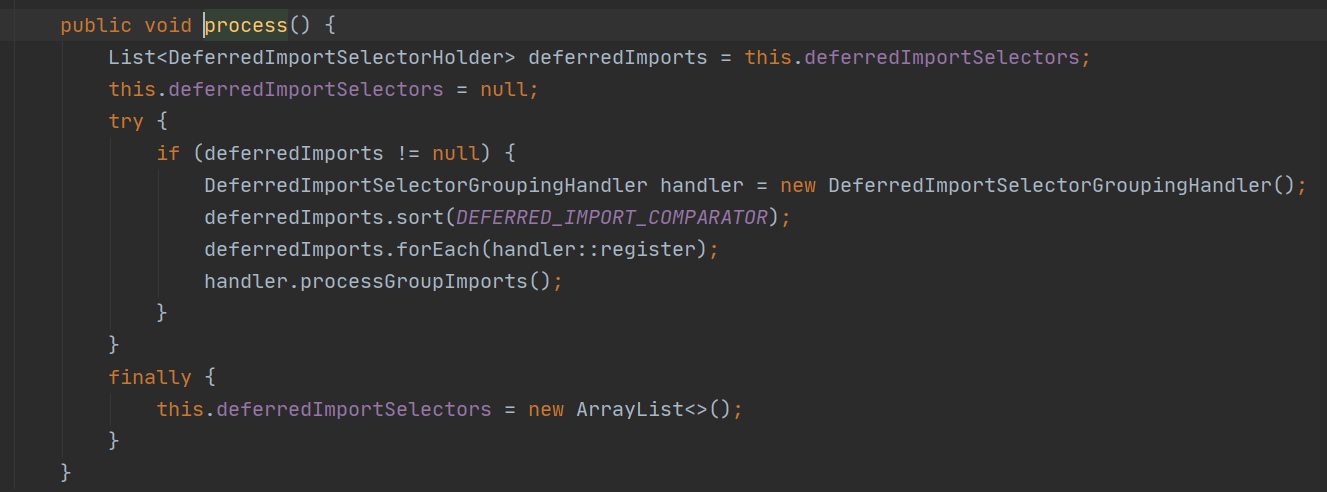 public void process() {
List<DeferredImportSelectorHolder> deferredImports = this.deferredImportSelectors;
this.deferredImportSelectors = null;
try {
if (deferredImports != null) {
DeferredImportSelectorGroupingHandler handler = new DeferredImportSelectorGroupingHandler();
deferredImports.sort(DEFERRED_IMPORT_COMPARATOR);
deferredImports.forEach(handler::register);
handler.processGroupImports();
}
}
finally {
this.deferredImportSelectors = new ArrayList<>();
}
}